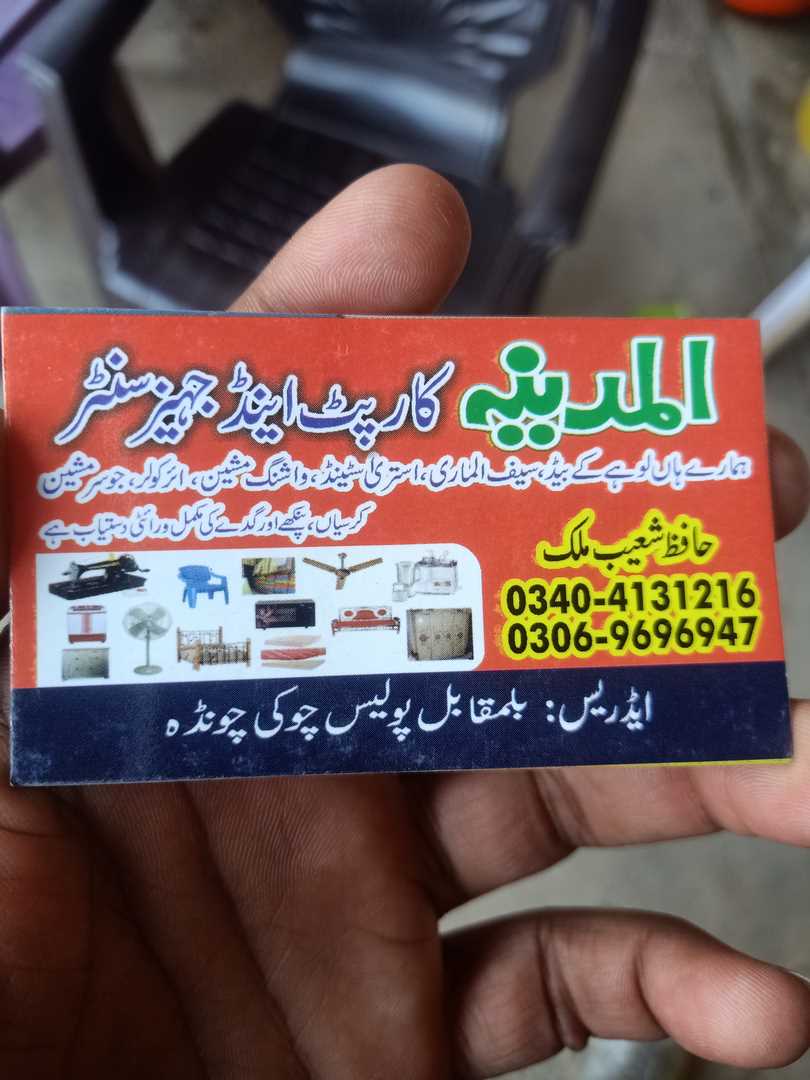 المدینہ کارپٹ اینڈ جہیز سنٹر
ہمارے ہاں لوہے کے بیڈ، سیف الماری، استری اسٹینڈ، واشنگ مشین، ائر کولر، جوسر مشین
کرسیاں، پنکھے اور گدے کی مکمل ورائٹی دستیاب ہے
حافظ شعیب ملک
0340-4131216
0306-9696947
ایڈریس: بلمقابل پولیس چوکی چونڈہ